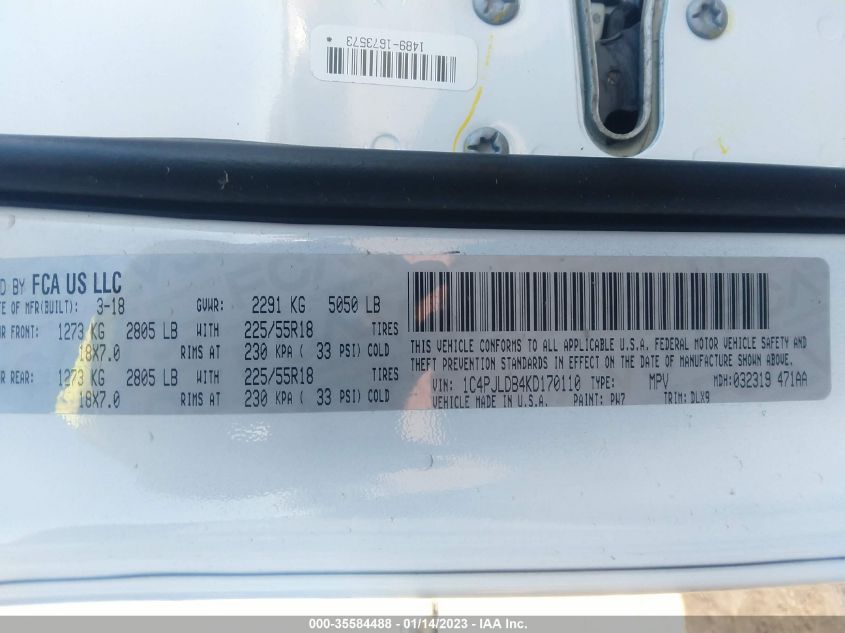 1489-16735573
D BY FCA US LLC
TE OF MFR(BUILT): 3-18 GVWR: 2291 KG 5050 LB
R FRONT: 1273 KG 2805 LB WITH 225/55R18 TIRES
18X7.0 RIMS AT 230 KPA ( 33 PSI) COLD
R REAR: 1273 KG 2805 LB WITH 225/55R18 TIRES
18X7.0 RIMS AT 230 KPA ( 33 PSI) COLD
THIS VEHICLE CONFORMS TO ALL APPLICABLE U.S.A. FEDERAL MOTOR VEHICLE SAFETY AND
THEFT PREVENTION STANDARDS IN EFFECT ON THE DATE OF MANUFACTURE SHOWN ABOVE.
VIN: 1C4PJLDB4KD170110 TYPE: MPV MDH:032319 471AA
VEHICLE MADE IN U.S.A. PAINT: PW7 TRIM: DLX9
000-35584488 - 01/14/2023 - IAA Inc.